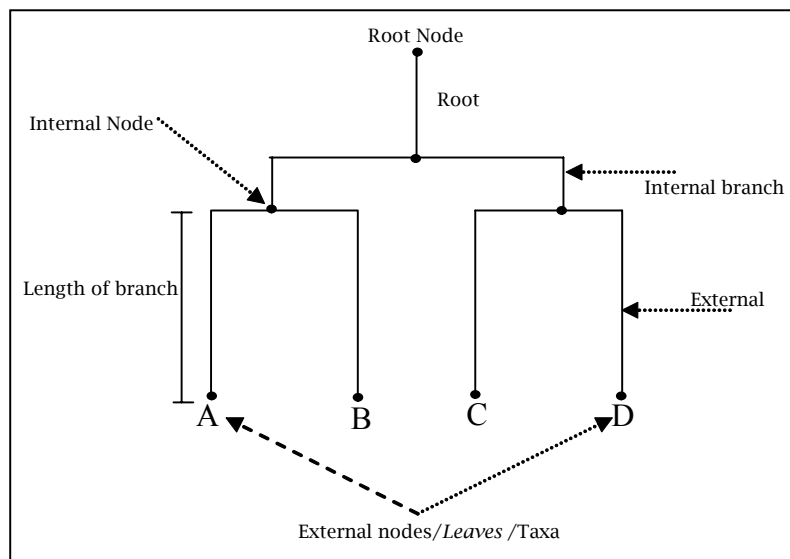 Root Node
Root
Internal Node
Internal branch
Length of branch
External
A
B
C
D
External nodes/Leaves /Taxa